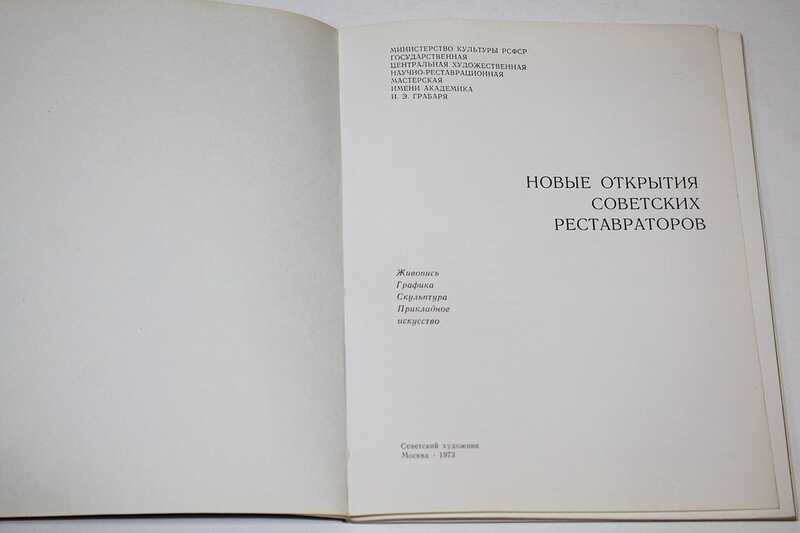 МИНИСТЕРСТВО КУЛЬТУРЫ РСФСР
ГОСУДАРСТВЕННАЯ
ЦЕНТРАЛЬНАЯ ХУДОЖЕСТВЕННАЯ
НАУЧНО-РЕСТАВРАЦИОННАЯ
МАСТЕРСКАЯ
ИМЕНИ АКАДЕМИКА
И. Э. ГРАБАРЯ
НОВЫЕ ОТКРЫТИЯ
СОВЕТСКИХ
РЕСТАВРАТОРОВ
Живопись
Графика
Скульптура
Прикладное
искусство
Советский художник
Москва · 1973